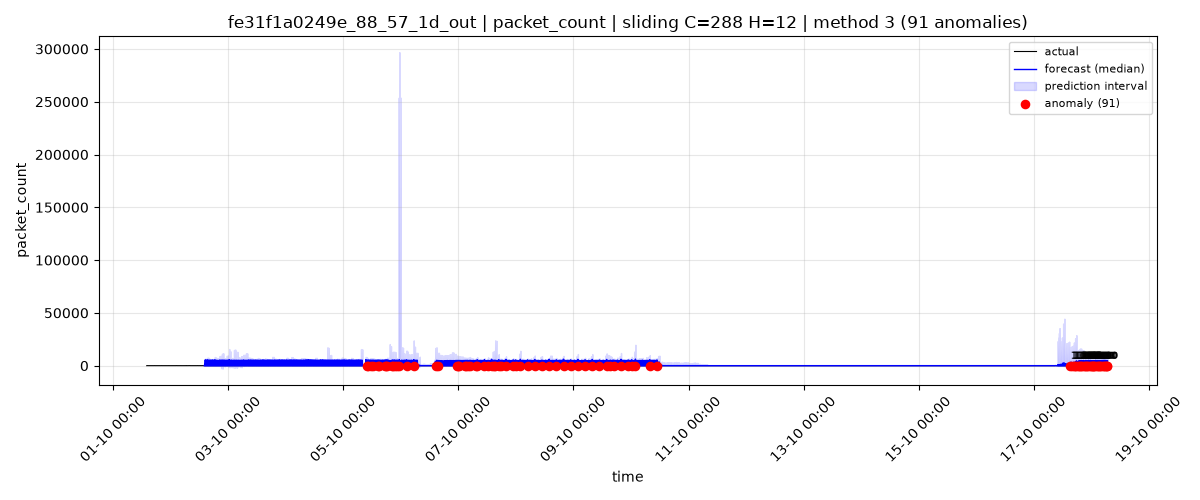 fe31f1a0249e_88_57_1d_out | packet_count | sliding C=288 H=12 | method 3 (91 anomalies)
actual
forecast (median)
prediction interval
anomaly (91)
packet_count
300000
250000
200000
150000
100000
50000
0
01-10 00:00
03-10 00:00
05-10 00:00
07-10 00:00
09-10 00:00
11-10 00:00
13-10 00:00
15-10 00:00
17-10 00:00
19-10 00:00
time